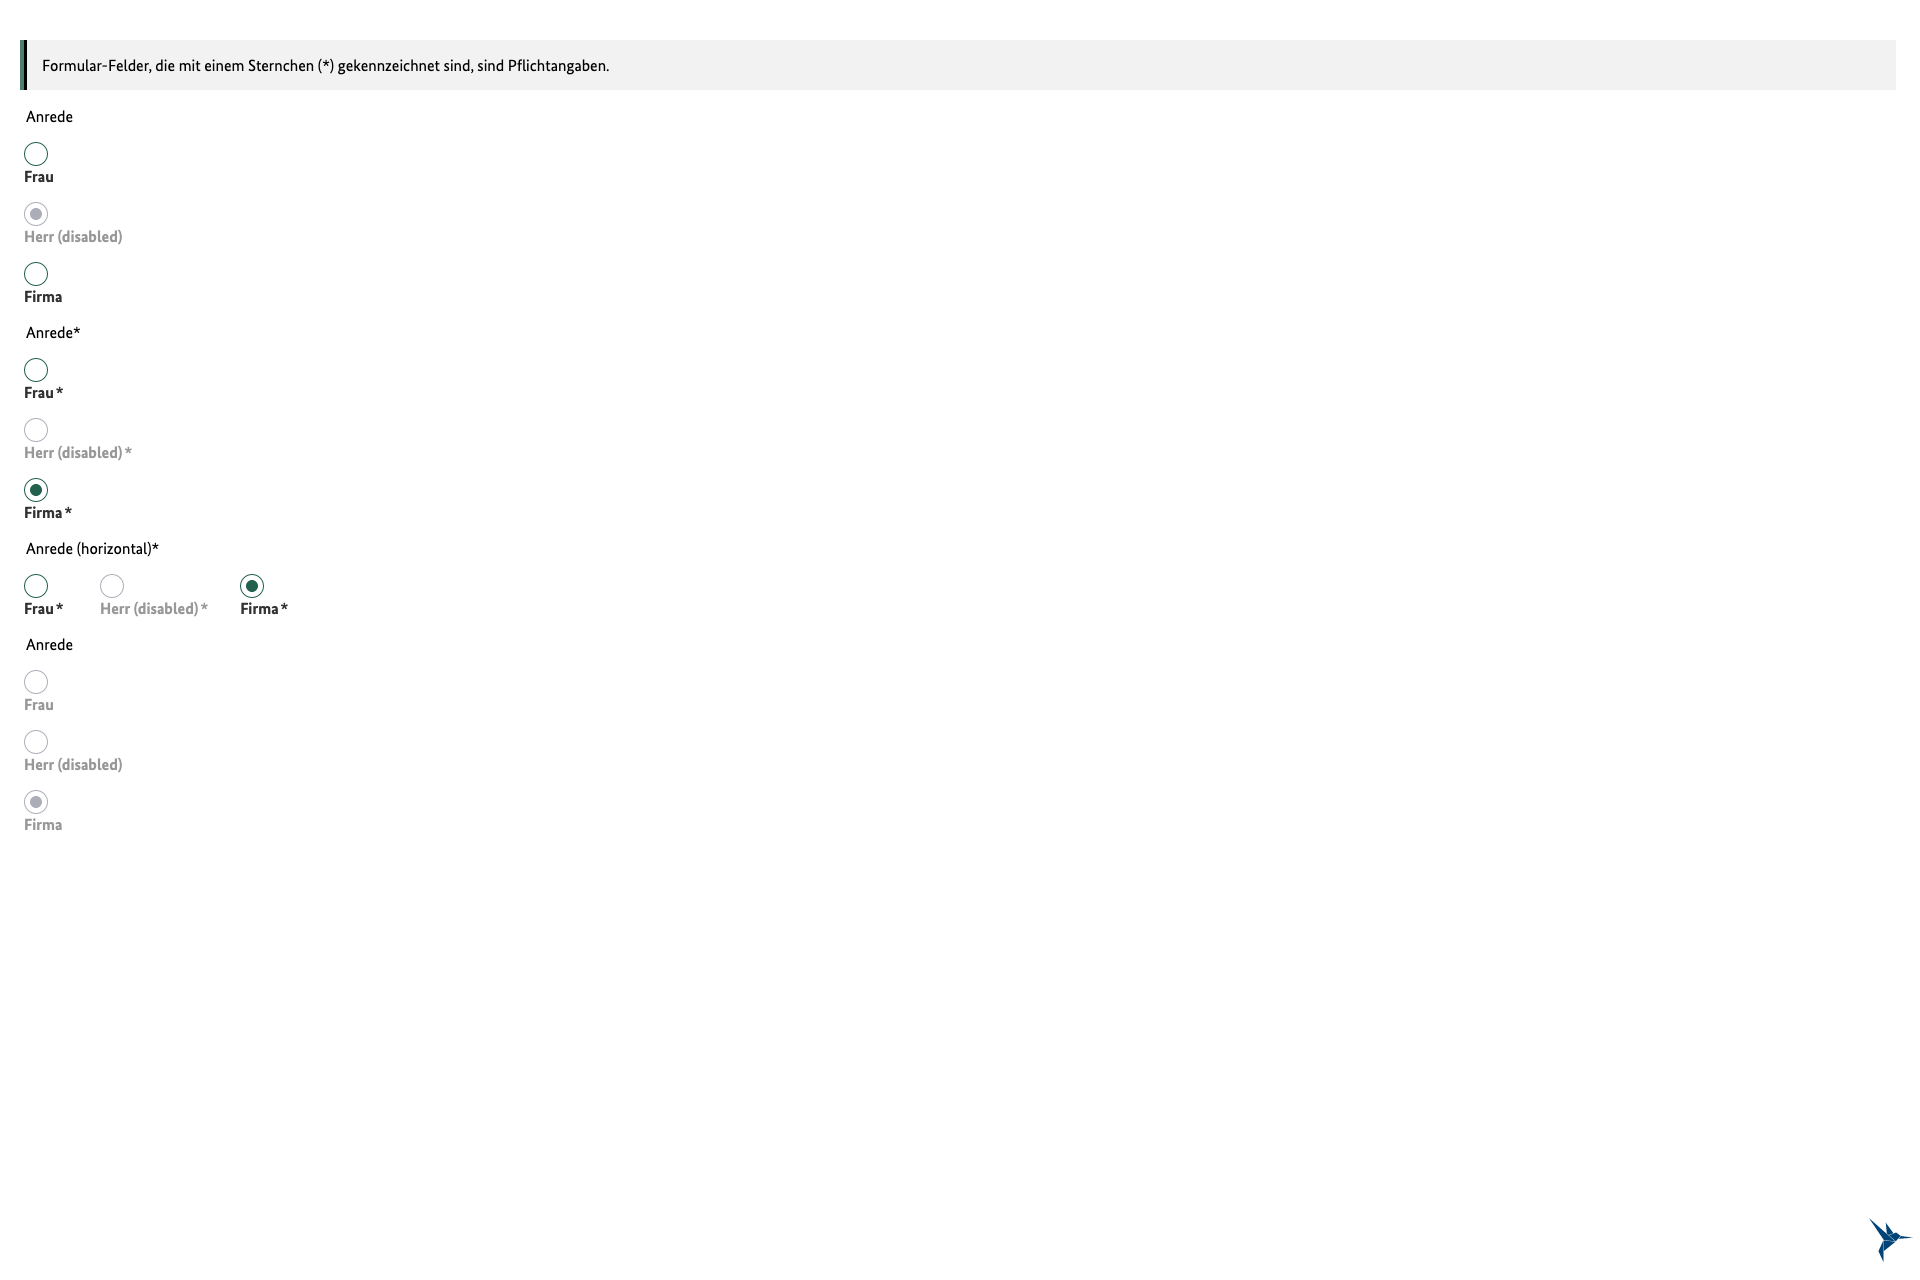 Formular-Felder, die mit einem Sternchen (*) gekennzeichnet sind, sind Pflichtangaben.
Anrede
Frau
Herr (disabled)
Firma
Anrede*
Frau *
Herr (disabled) *
Firma *
Anrede (horizontal)*
Frau * Herr (disabled) * Firma *
Anrede
Frau
Herr (disabled)
Firma